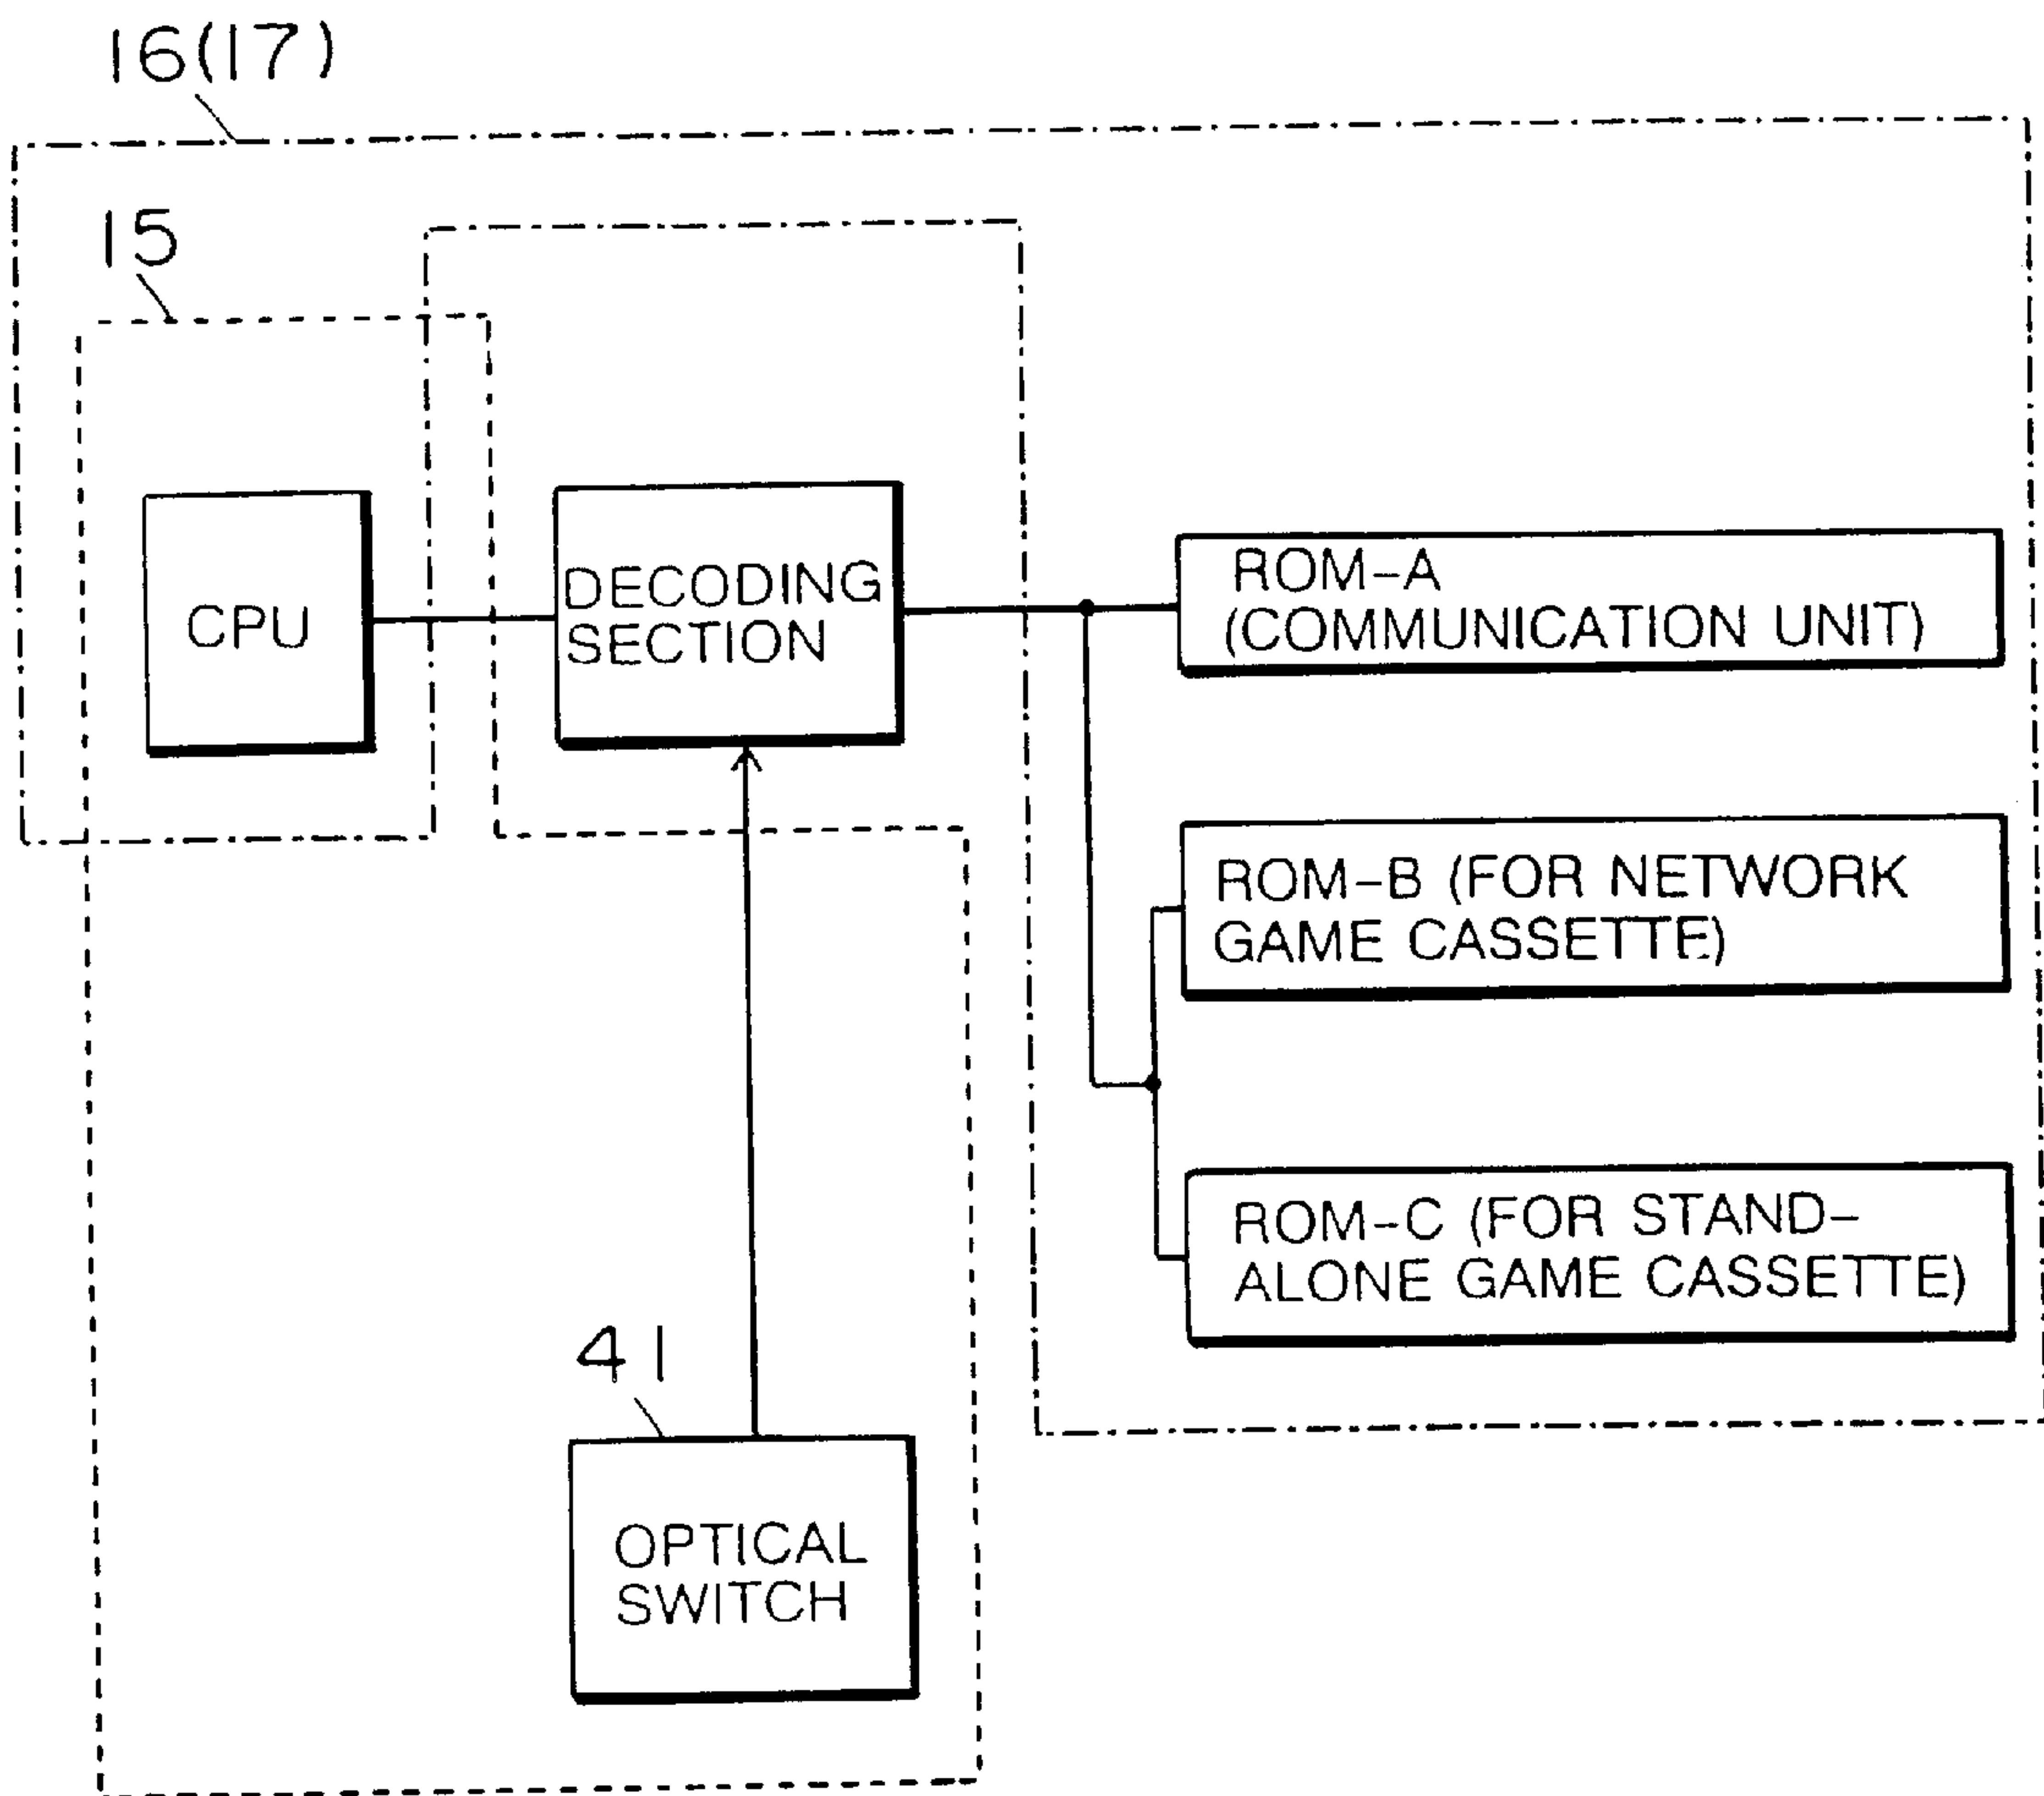 16(17)
15
CPU
DECODING
SECTION
ROM-A
(COMMUNICATION UNIT)
ROM-B (FOR NETWORK
GAME CASSETTE)
ROM-C (FOR STAND-
ALONE GAME CASSETTE)
41
OPTICAL
SWITCH